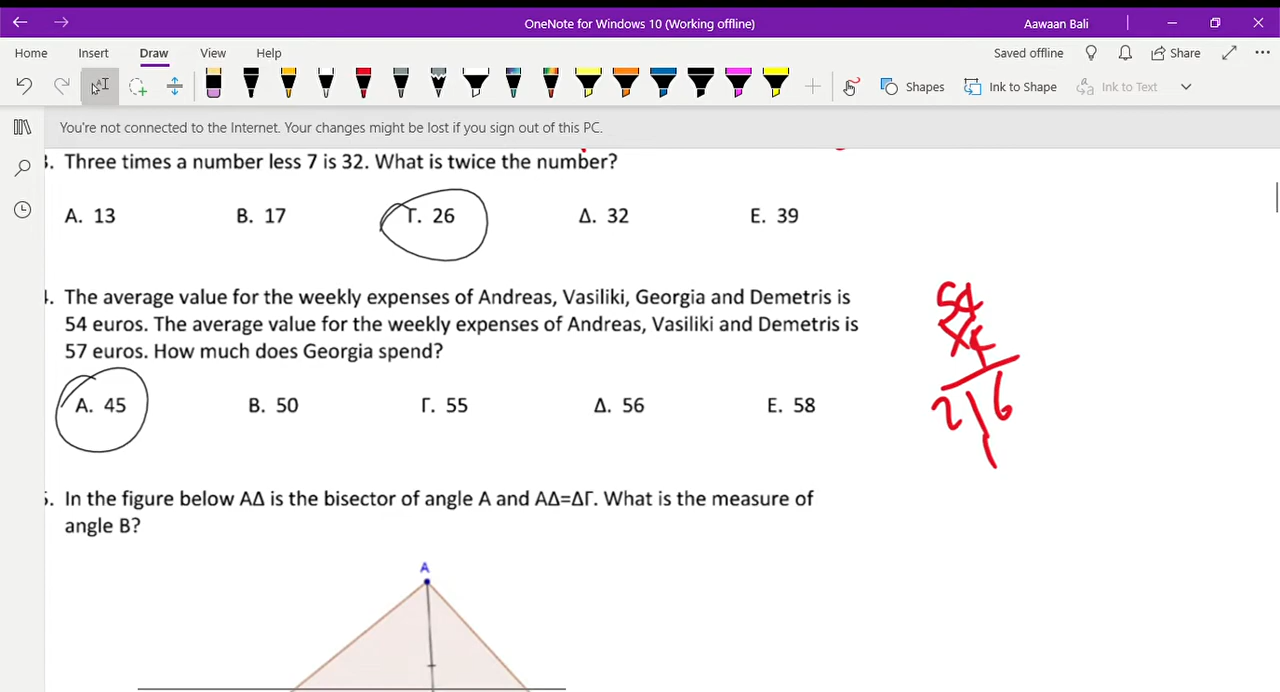 OneNote for Windows 10 (Working offline)
Aawaan Bali
Home Insert Draw View Help
Saved offline
Share
Shapes
Ink to Shape
Ink to Text
You're not connected to the Internet. Your changes might be lost if you sign out of this PC.
3. Three times a number less 7 is 32. What is twice the number?
A. 13 B. 17 Γ. 26 Δ. 32 E. 39
4. The average value for the weekly expenses of Andreas, Vasiliki, Georgia and Demetris is
54 euros. The average value for the weekly expenses of Andreas, Vasiliki and Demetris is
57 euros. How much does Georgia spend?
54
x4
216
A. 45 B. 50 Γ. 55 Δ. 56 E. 58
5. In the figure below AΔ is the bisector of angle A and AΔ=ΔΓ. What is the measure of
angle B?
A